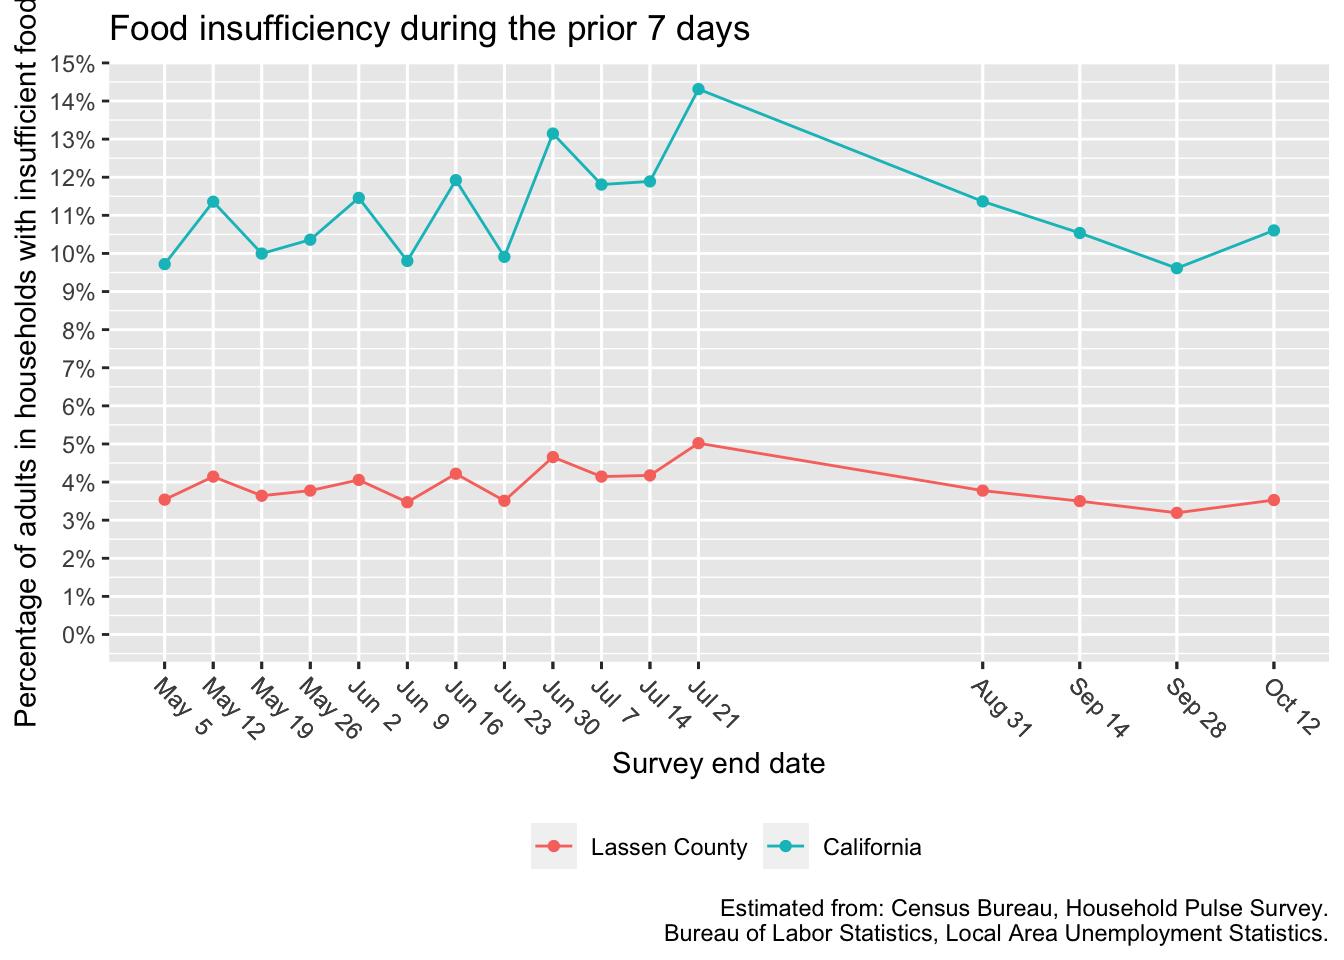 Food insufficiency during the prior 7 days
Percentage of adults in households with insufficient food
15%
14%
13%
12%
11%
10%
9%
8%
7%
6%
5%
4%
3%
2%
1%
0%
May 5
May 12
May 19
May 26
Jun 2
Jun 9
Jun 16
Jun 23
Jun 30
Jul 7
Jul 14
Jul 21
Aug 31
Sep 14
Sep 28
Oct 12
Survey end date
Lassen County
California
Estimated from: Census Bureau, Household Pulse Survey.
Bureau of Labor Statistics, Local Area Unemployment Statistics.